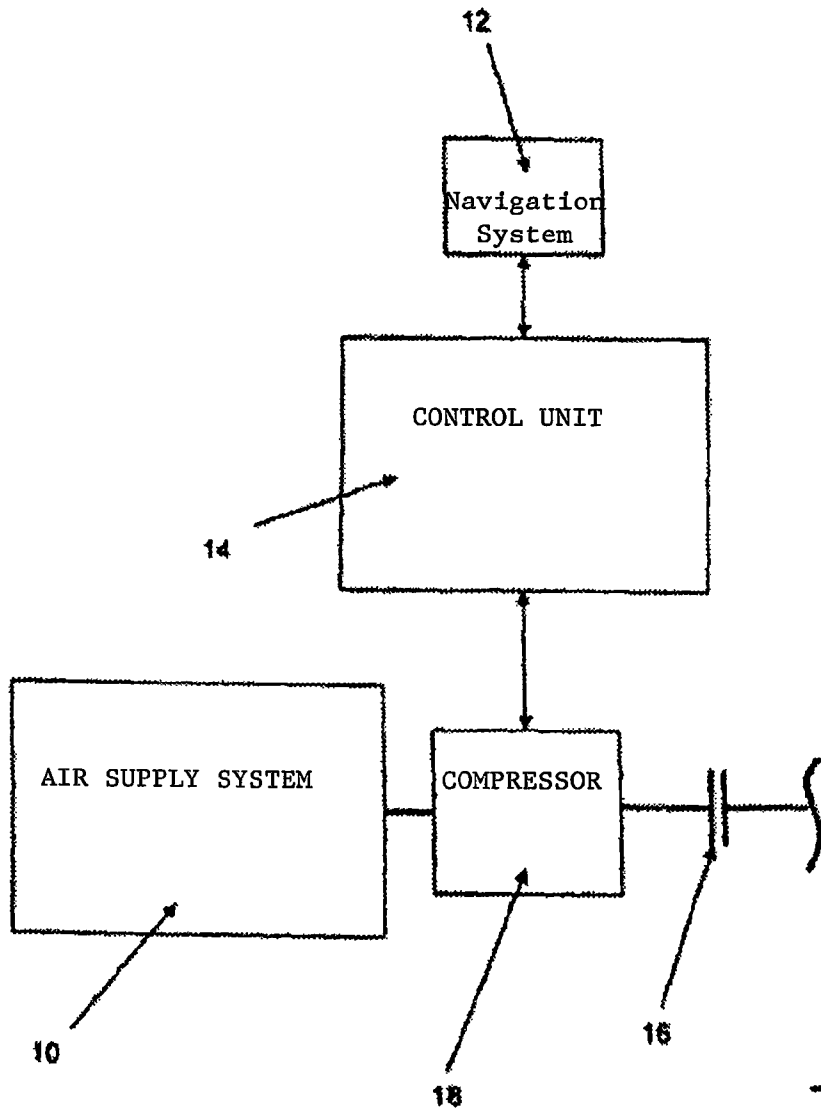 12
Navigation
System
CONTROL UNIT
14
AIR SUPPLY SYSTEM
COMPRESSOR
16
10
18